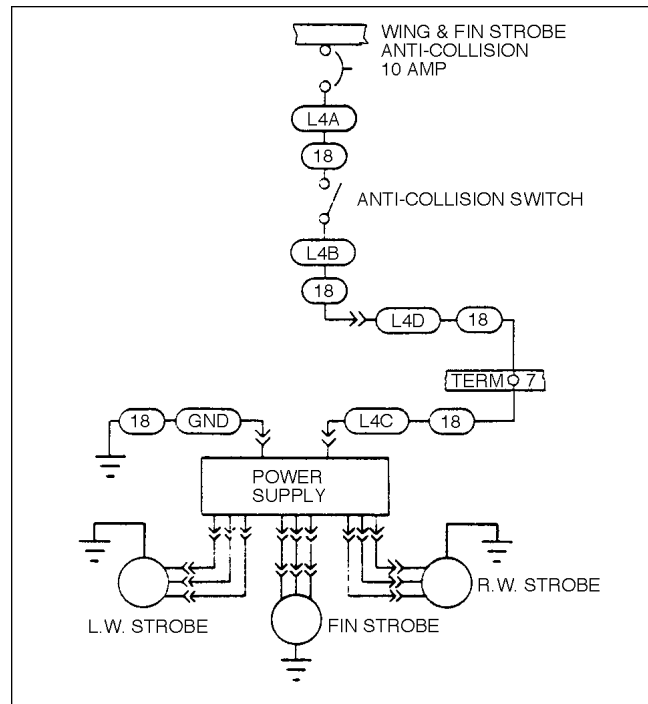 WING & FIN STROBE
ANTI-COLLISION
10 AMP
L4A
18
ANTI-COLLISION SWITCH
L4B
18
L4D 18
TERM 7
18 GND L4C 18
POWER
SUPPLY
L.W. STROBE
FIN STROBE
R.W. STROBE